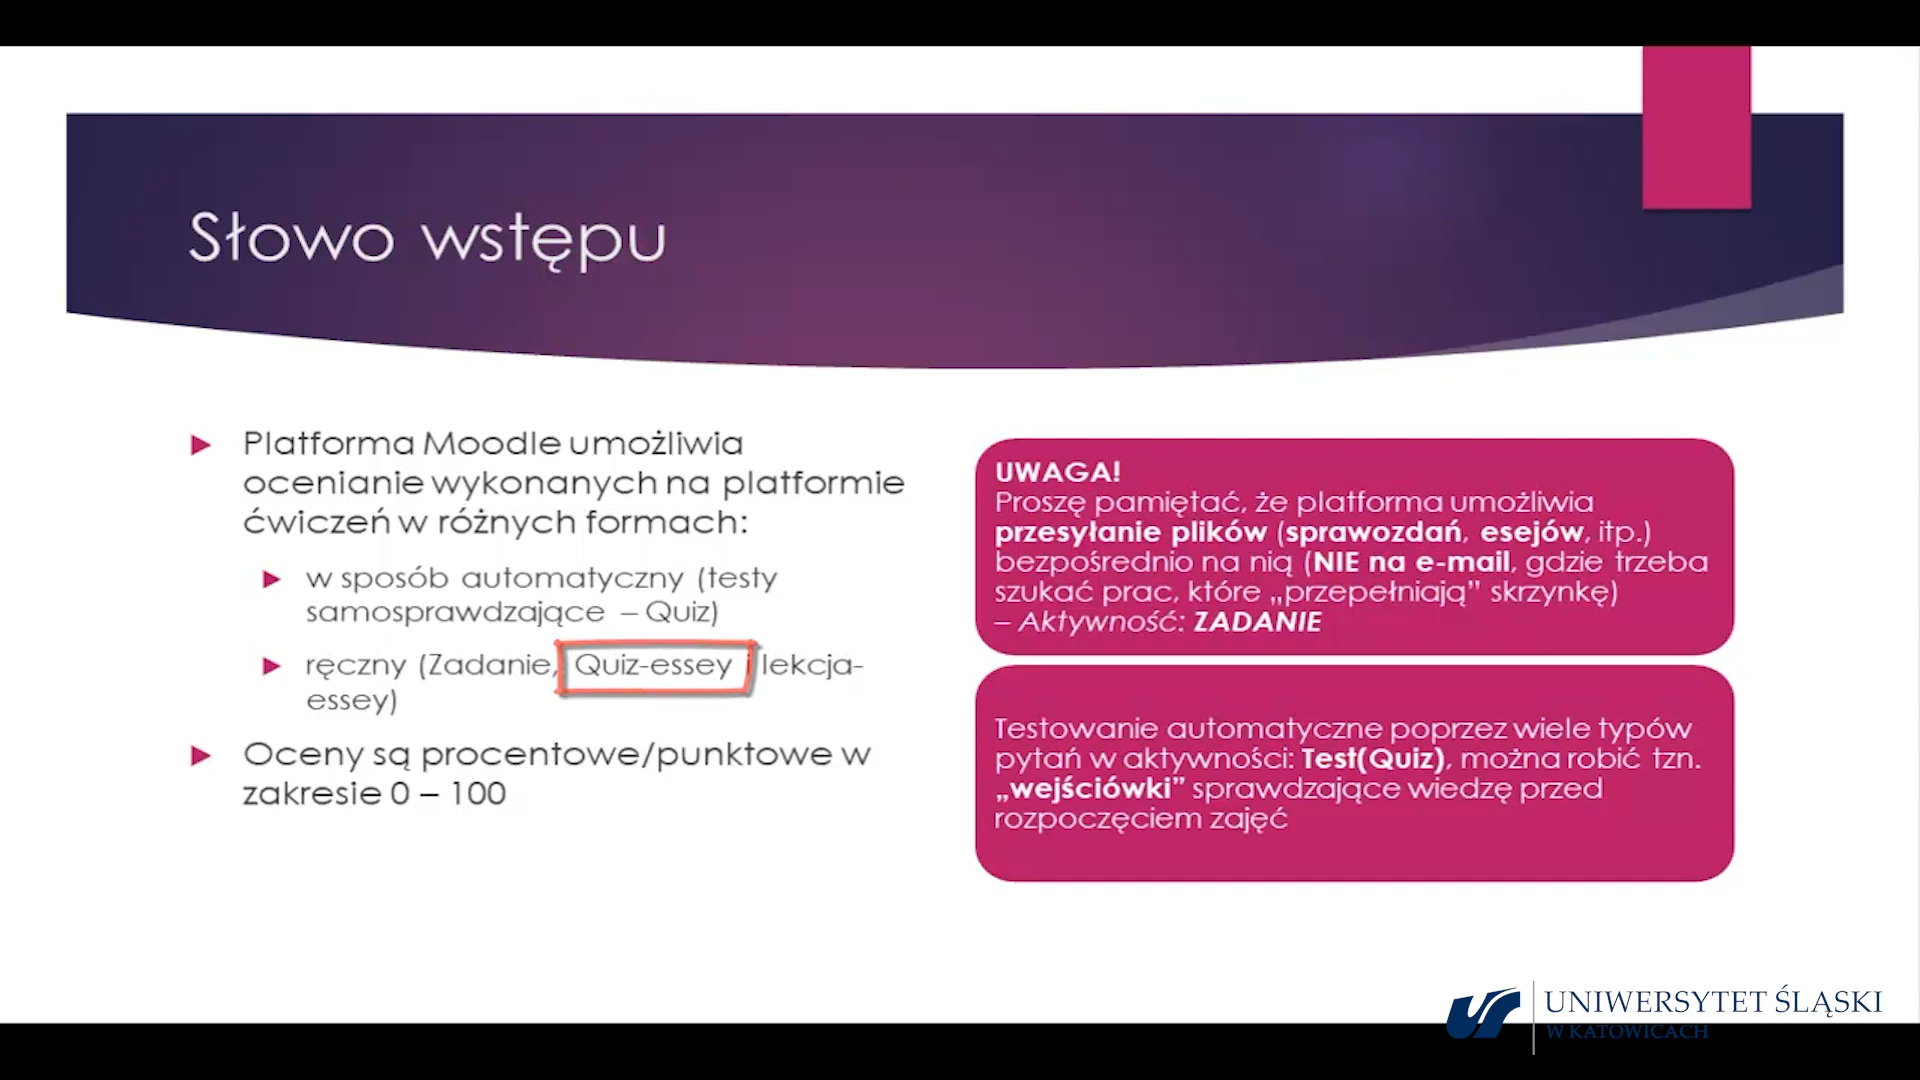 Słowo wstępu
Platforma Moodle umożliwia
ocenianie wykonanych na platformie
ćwiczeń w różnych formach:
w sposób automatyczny (testy
samosprawdzające – Quiz)
ręczny (Zadanie, Quiz-essey i lekcja-
essey)
Oceny są procentowe/punktowe w
zakresie 0 – 100
UWAGA!
Proszę pamiętać, że platforma umożliwia
przesyłanie plików (sprawozdań, esejów, itp.)
bezpośrednio na nią (NIE na e-mail, gdzie trzeba
szukać prac, które „przepełniają” skrzynkę)
– Aktywność: ZADANIE
Testowanie automatyczne poprzez wiele typów
pytań w aktywności: Test(Quiz), można robić tzn.
„wejściówki” sprawdzające wiedzę przed
rozpoczęciem zajęć
UNIWERSYTET ŚLĄSKI
W KATOWICACH